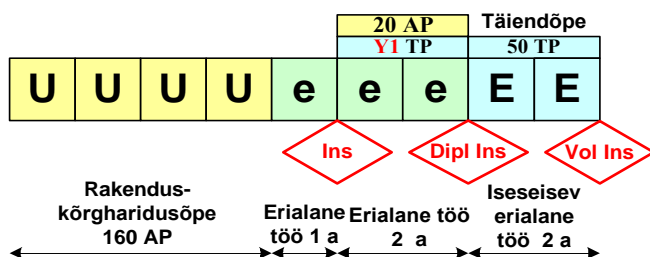 20 AP
Täiendõpe
Y1 TP
50 TP
U U U U e e e E E
Ins
Dipl Ins
Vol Ins
Rakendus-
kõrgharidusõpe
160 AP
Erialane
töö 1 a
Erialane töö
2 a
Iseseisev
erialane
töö 2 a